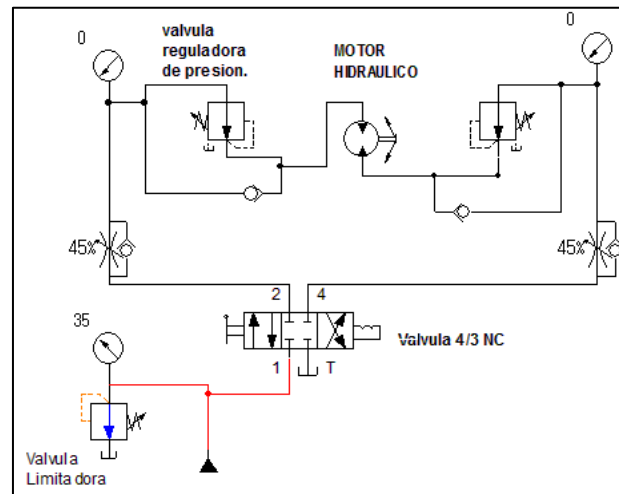 0
valvula
reguladora
de presion.
MOTOR
HIDRAULICO
0
45%
45%
2 4
35
Valvula 4/3 NC
1 T
Valvula
Limitadora